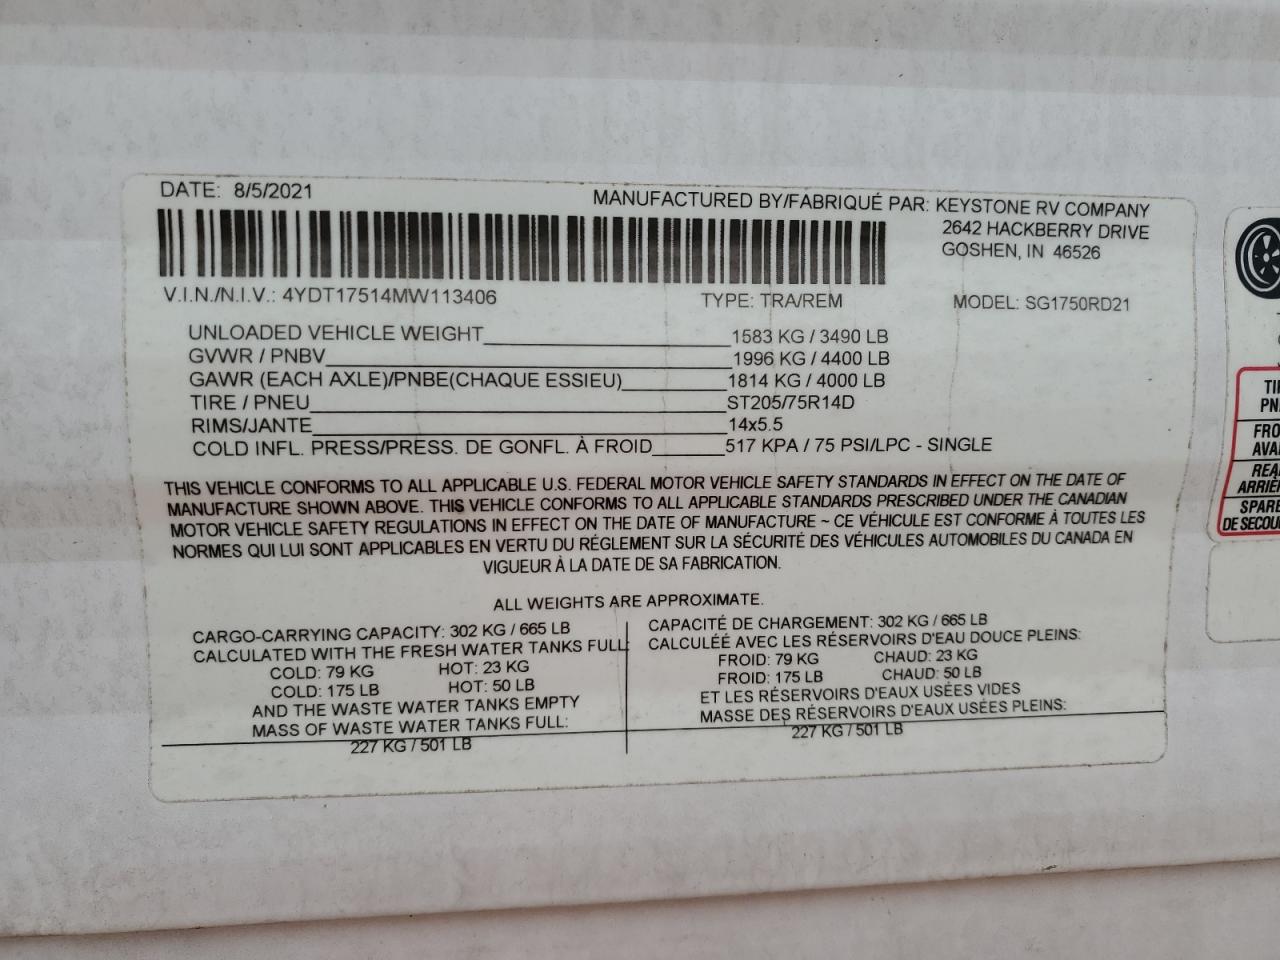 DATE: 8/5/2021
MANUFACTURED BY/FABRIQUÉ PAR: KEYSTONE RV COMPANY
2642 HACKBERRY DRIVE
GOSHEN, IN 46526
V.I.N./N.I.V.: 4YDT17514MW113406 TYPE: TRA/REM MODEL: SG1750RD21
UNLOADED VEHICLE WEIGHT 1583 KG / 3490 LB
GVWR / PNBV 1996 KG / 4400 LB
GAWR (EACH AXLE)/PNBE(CHAQUE ESSIEU) 1814 KG / 4000 LB
TIRE / PNEU ST205/75R14D
RIMS/JANTE 14x5.5
COLD INFL. PRESS/PRESS. DE GONFL. À FROID 517 KPA / 75 PSI/LPC - SINGLE
THIS VEHICLE CONFORMS TO ALL APPLICABLE U.S. FEDERAL MOTOR VEHICLE SAFETY STANDARDS IN EFFECT ON THE DATE OF
MANUFACTURE SHOWN ABOVE. THIS VEHICLE CONFORMS TO ALL APPLICABLE STANDARDS PRESCRIBED UNDER THE CANADIAN
MOTOR VEHICLE SAFETY REGULATIONS IN EFFECT ON THE DATE OF MANUFACTURE ~ CE VÉHICULE EST CONFORME À TOUTES LES
NORMES QUI LUI SONT APPLICABLES EN VERTU DU RÉGLEMENT SUR LA SÉCURITÉ DES VÉHICULES AUTOMOBILES DU CANADA EN
VIGUEUR À LA DATE DE SA FABRICATION.
ALL WEIGHTS ARE APPROXIMATE.
CARGO-CARRYING CAPACITY: 302 KG / 665 LB
CALCULATED WITH THE FRESH WATER TANKS FULL:
COLD: 79 KG HOT: 23 KG
COLD: 175 LB HOT: 50 LB
AND THE WASTE WATER TANKS EMPTY
MASS OF WASTE WATER TANKS FULL:
227 KG / 501 LB
CAPACITÉ DE CHARGEMENT: 302 KG / 665 LB
CALCULÉE AVEC LES RÉSERVOIRS D'EAU DOUCE PLEINS:
FROID: 79 KG CHAUD: 23 KG
FROID: 175 LB CHAUD: 50 LB
ET LES RÉSERVOIRS D'EAUX USÉES VIDES
MASSE DES RÉSERVOIRS D'EAUX USÉES PLEINS:
227 KG / 501 LB
TI
PN
FRO
AVA
REA
ARRIÈ
SPARE
DE SECOU